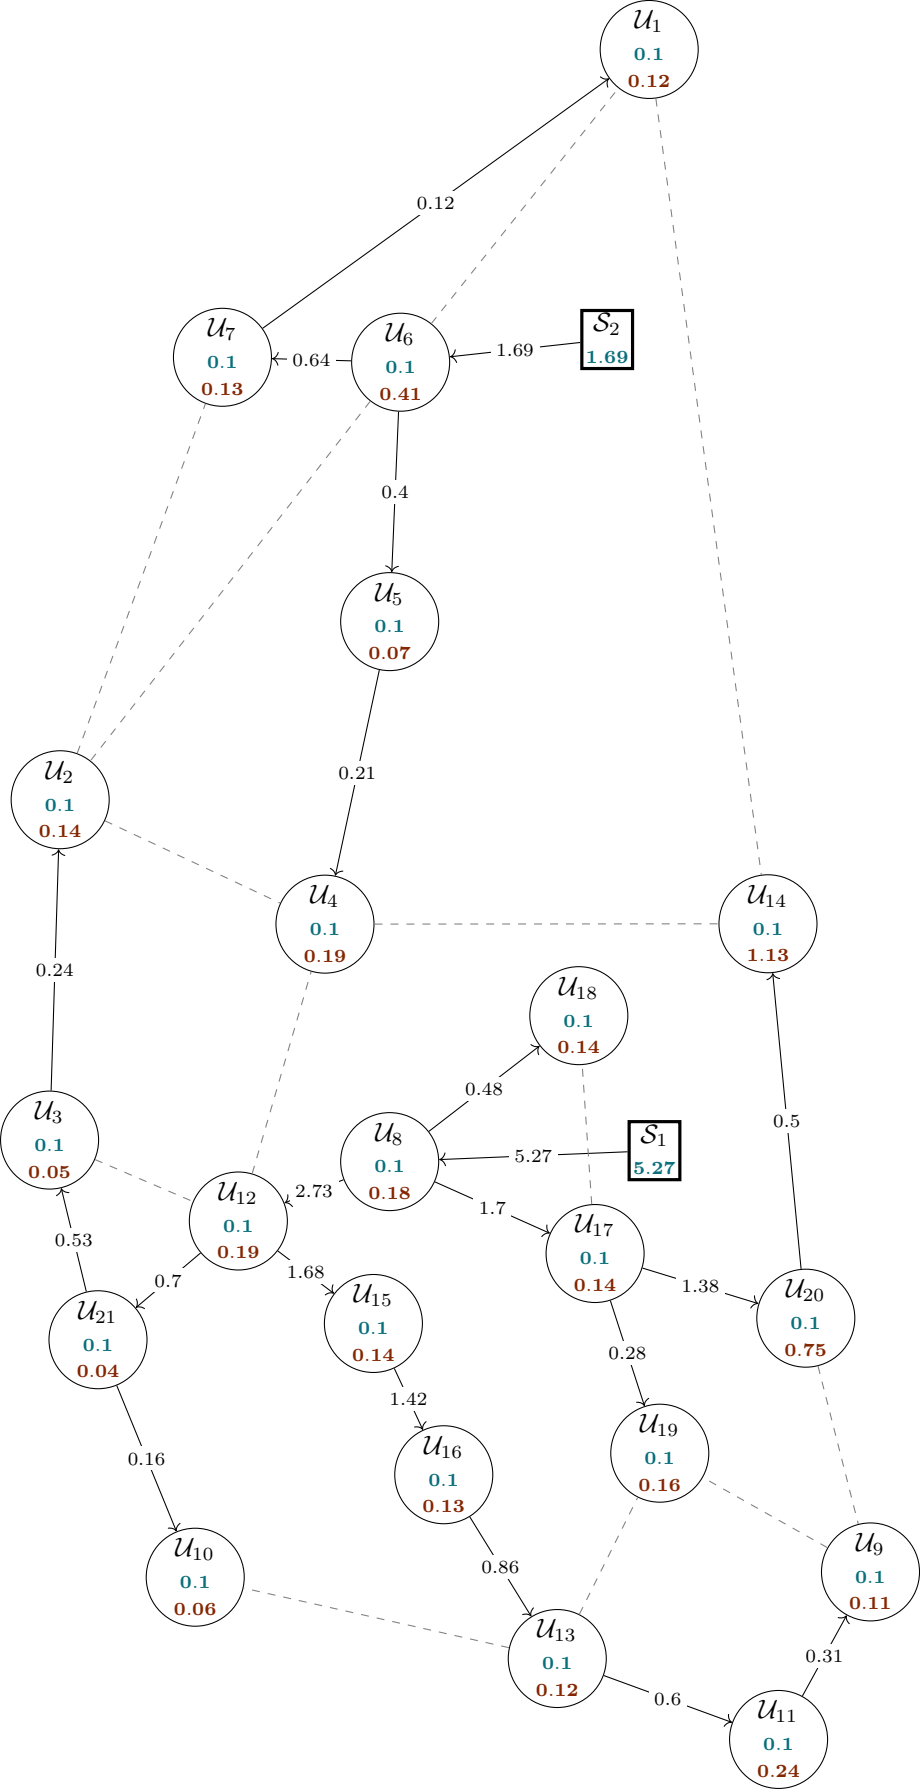 𝒰₁
0.1
0.12
0.12
𝒰₇
0.1
0.13
0.64
𝒰₆
0.1
0.41
1.69
𝒮₂
1.69
0.4
𝒰₅
0.1
0.07
0.21
𝒰₂
0.1
0.14
𝒰₄
0.1
0.19
𝒰₁₄
0.1
1.13
0.24
𝒰₁₈
0.1
0.14
0.48
𝒰₃
0.1
0.05
𝒰₈
0.1
0.18
5.27
𝒮₁
5.27
𝒰₁₂
0.1
0.19
2.73
1.7
𝒰₁₇
0.1
0.14
0.5
0.53
0.7
1.68
1.38
𝒰₂₁
0.1
0.04
𝒰₁₅
0.1
0.14
𝒰₂₀
0.1
0.75
0.28
1.42
0.16
𝒰₁₆
0.1
0.13
𝒰₁₉
0.1
0.16
𝒰₁₀
0.1
0.06
0.86
𝒰₉
0.1
0.11
𝒰₁₃
0.1
0.12
0.31
0.6
𝒰₁₁
0.1
0.24